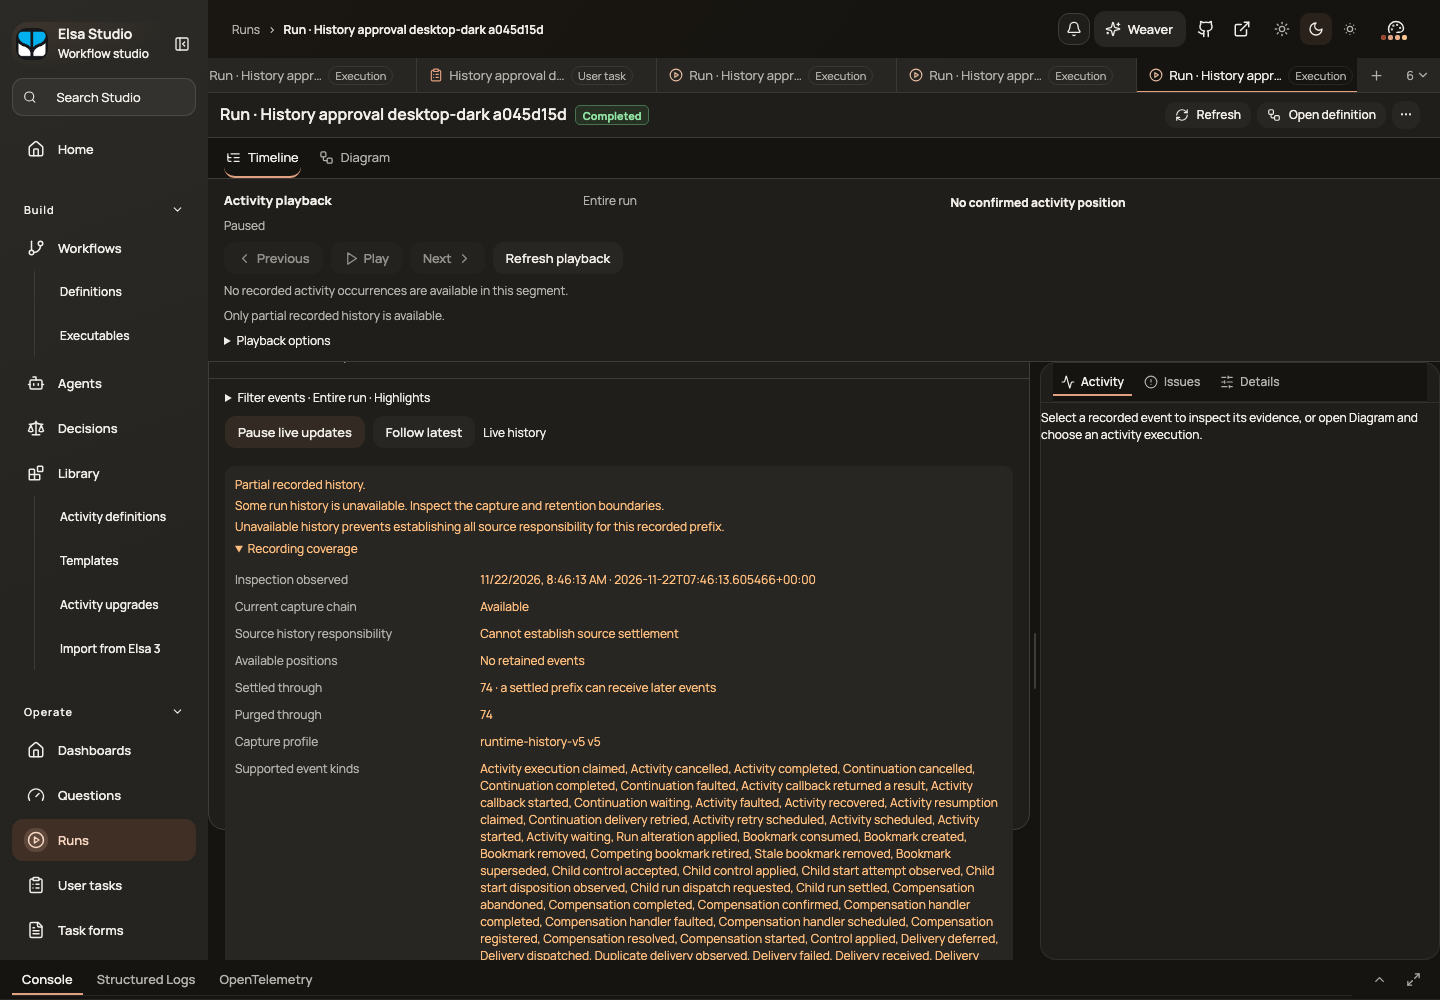 Elsa Studio
Workflow studio
Search Studio
Home
Build
Workflows
Definitions
Executables
Agents
Decisions
Library
Activity definitions
Templates
Activity upgrades
Import from Elsa 3
Operate
Dashboards
Questions
Runs
User tasks
Task forms
Runs › Run · History approval desktop-dark a045d15d
Weaver
Run · History appr... Execution
History approval d... User task
Run · History appr... Execution
Run · History appr... Execution
Run · History appr... Execution
6
Run · History approval desktop-dark a045d15d Completed
Refresh
Open definition
Timeline
Diagram
Activity playback
Entire run
No confirmed activity position
Paused
Previous
Play
Next
Refresh playback
No recorded activity occurrences are available in this segment.
Only partial recorded history is available.
Playback options
Filter events · Entire run · Highlights
Pause live updates
Follow latest
Live history
Partial recorded history.
Some run history is unavailable. Inspect the capture and retention boundaries.
Unavailable history prevents establishing all source responsibility for this recorded prefix.
Recording coverage
Inspection observed 11/22/2026, 8:46:13 AM · 2026-11-22T07:46:13.605466+00:00
Current capture chain Available
Source history responsibility Cannot establish source settlement
Available positions No retained events
Settled through 74 · a settled prefix can receive later events
Purged through 74
Capture profile runtime-history-v5 v5
Supported event kinds Activity execution claimed, Activity cancelled, Activity completed, Continuation cancelled,
Continuation completed, Continuation faulted, Activity callback returned a result, Activity
callback started, Continuation waiting, Activity faulted, Activity recovered, Activity resumption
claimed, Continuation delivery retried, Activity retry scheduled, Activity scheduled, Activity
started, Activity waiting, Run alteration applied, Bookmark consumed, Bookmark created,
Bookmark removed, Competing bookmark retired, Stale bookmark removed, Bookmark
superseded, Child control accepted, Child control applied, Child start attempt observed, Child
start disposition observed, Child run dispatch requested, Child run settled, Compensation
abandoned, Compensation completed, Compensation confirmed, Compensation handler
completed, Compensation handler faulted, Compensation handler scheduled, Compensation
registered, Compensation resolved, Compensation started, Control applied, Delivery deferred,
Delivery dispatched, Duplicate delivery observed, Delivery failed, Delivery received, Delivery
Activity
Issues
Details
Select a recorded event to inspect its evidence, or open Diagram and
choose an activity execution.
Console
Structured Logs
OpenTelemetry